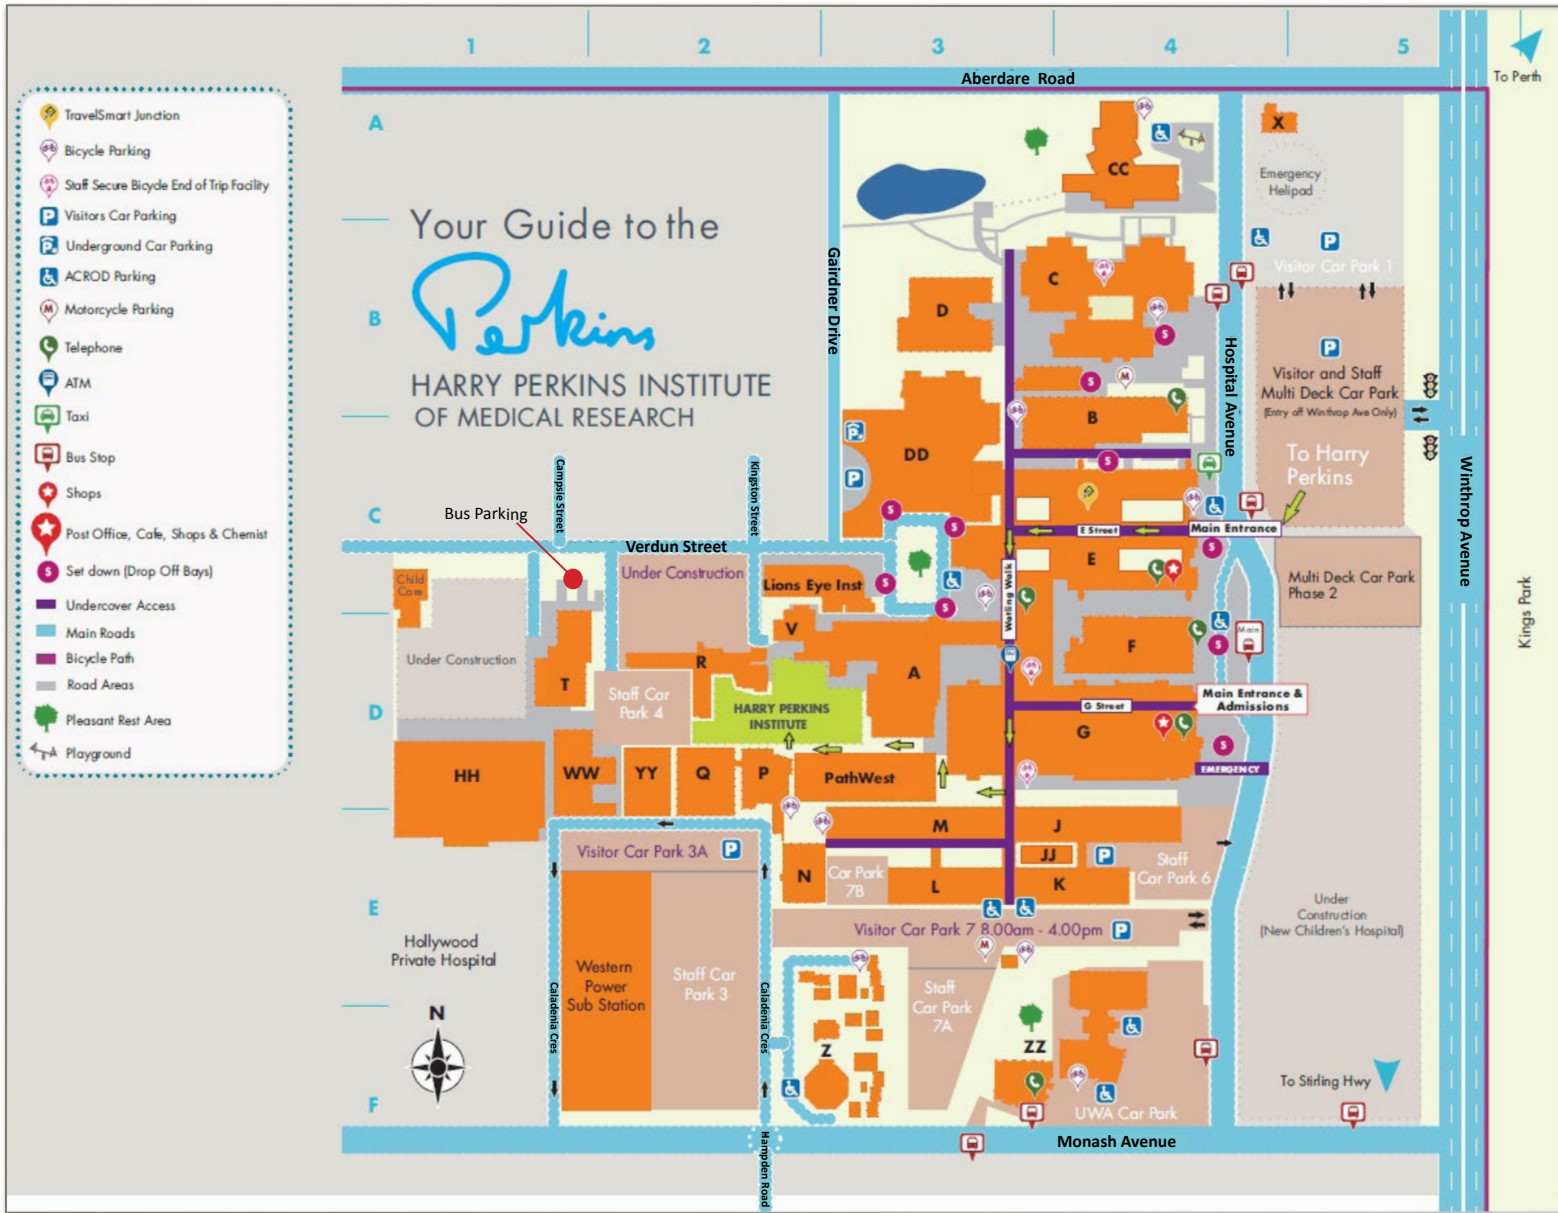 1
2
3
4
5
To Perth
Aberdare Road
TravelSmart Junction
Bicycle Parking
Staff Secure Bicycle End of Trip Facility
Visitors Car Parking
Underground Car Parking
ACROD Parking
Motorcycle Parking
Telephone
ATM
Taxi
Bus Stop
Shops
Post Office, Cafe, Shops & Chemist
Set down (Drop Off Bays)
Undercover Access
Main Roads
Bicycle Path
Road Areas
Pleasant Rest Area
Playground
A
B
C
D
E
F
Your Guide to the
Perkins
HARRY PERKINS INSTITUTE
OF MEDICAL RESEARCH
Gairdner Drive
CC
X
Emergency
Helipad
Visitor Car Park 1
C
D
B
DD
Hospital Avenue
Visitor and Staff
Multi Deck Car Park
(Entry off Winthrop Ave Only)
To Harry
Perkins
Winthrop Avenue
Kings Park
Campsie Street
Kingston Street
Bus Parking
Verdun Street
E Street
Main Entrance
E
Multi Deck Car Park
Phase 2
Child
Care
Under Construction
Lions Eye Inst
Watling Walk
V
Under Construction
T
R
A
F
Main
Staff Car
Park 4
HARRY PERKINS
INSTITUTE
G Street
Main Entrance &
Admissions
G
EMERGENCY
HH
WW
YY
Q
P
PathWest
M
J
JJ
Visitor Car Park 3A
N
Car Park
7B
L
K
Staff
Car Park 6
Visitor Car Park 7 8.00am - 4.00pm
Under
Construction
(New Children's Hospital)
Hollywood
Private Hospital
Western
Power
Sub Station
Staff Car
Park 3
Caladenia Cres
Caladenia Cres
Staff
Car Park
7A
N
Z
ZZ
UWA Car Park
To Stirling Hwy
Monash Avenue
Hampden Road